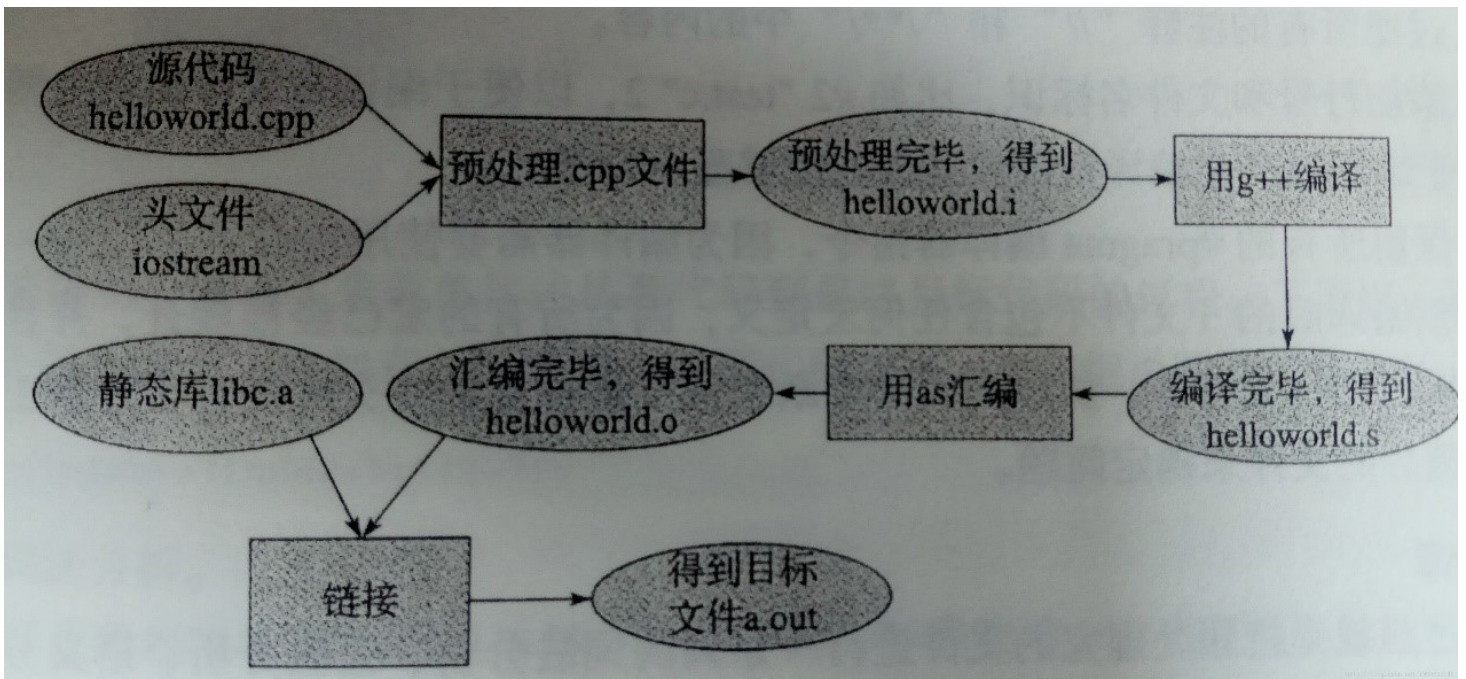 源代码
helloworld.cpp
预处理.cpp文件
预处理完毕，得到
helloworld.i
用g++编译
头文件
iostream
静态库libc.a
汇编完毕，得到
helloworld.o
用as汇编
编译完毕，得到
helloworld.s
链接
得到目标
文件a.out